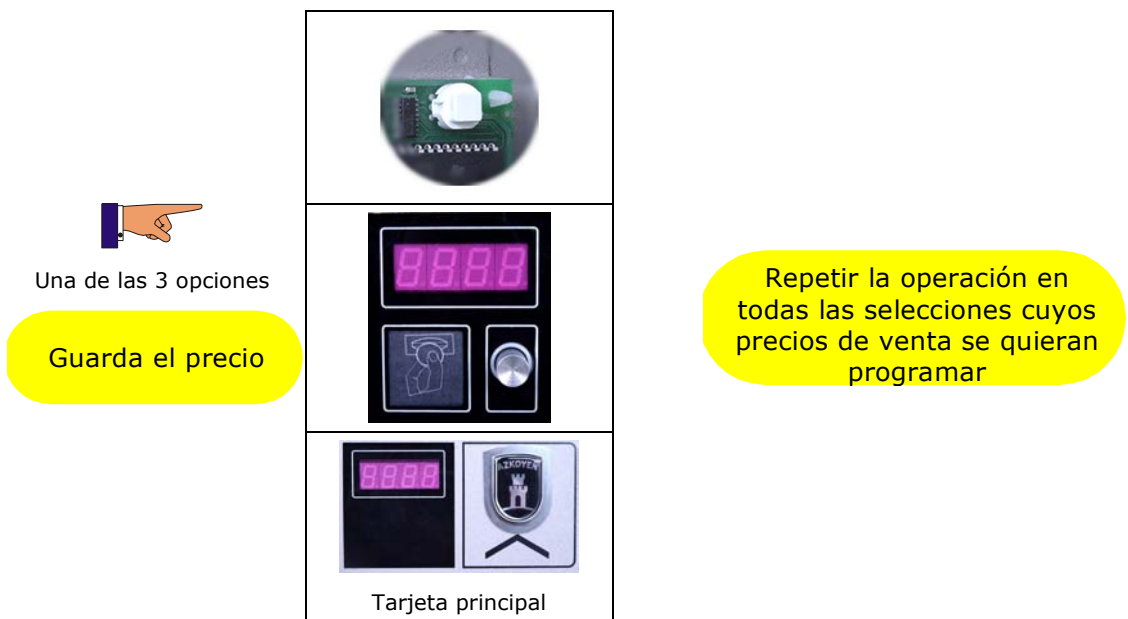 Una de las 3 opciones
Guarda el precio
8888
8888
AZKOYEN
Tarjeta principal
Repetir la operación en
todas las selecciones cuyos
precios de venta se quieran
programar